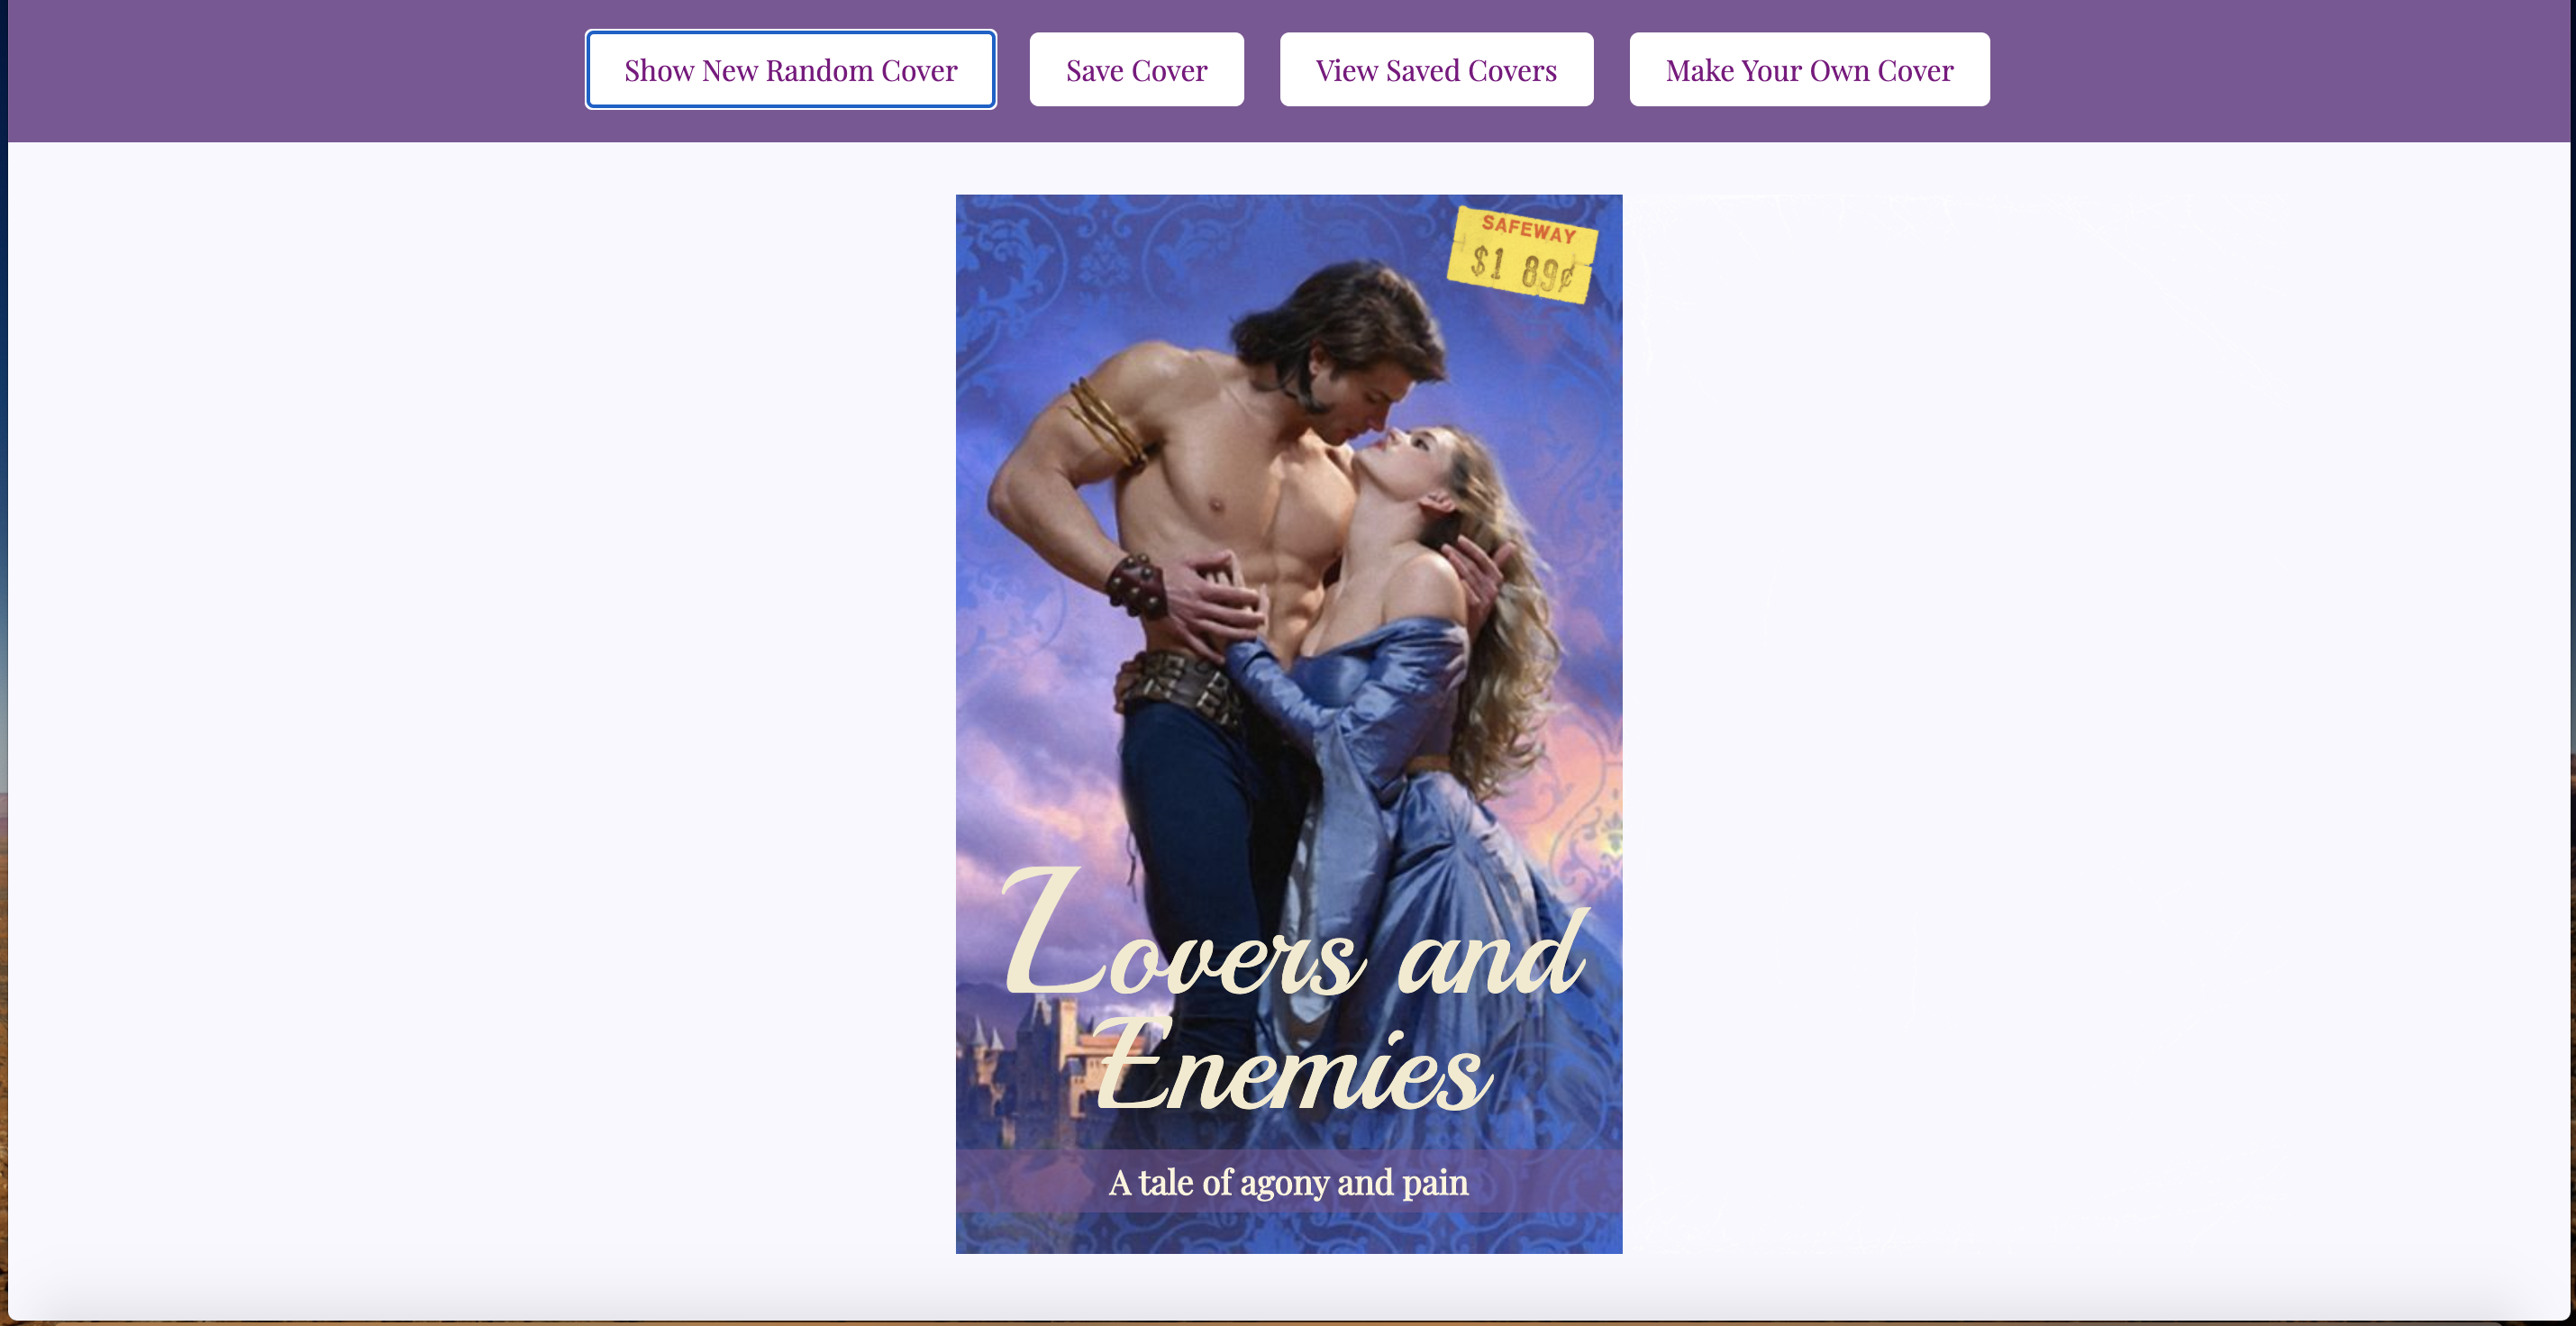 Show New Random Cover
Save Cover
View Saved Covers
Make Your Own Cover
SAFEWAY
$1 89¢
Lovers and
Enemies
A tale of agony and pain